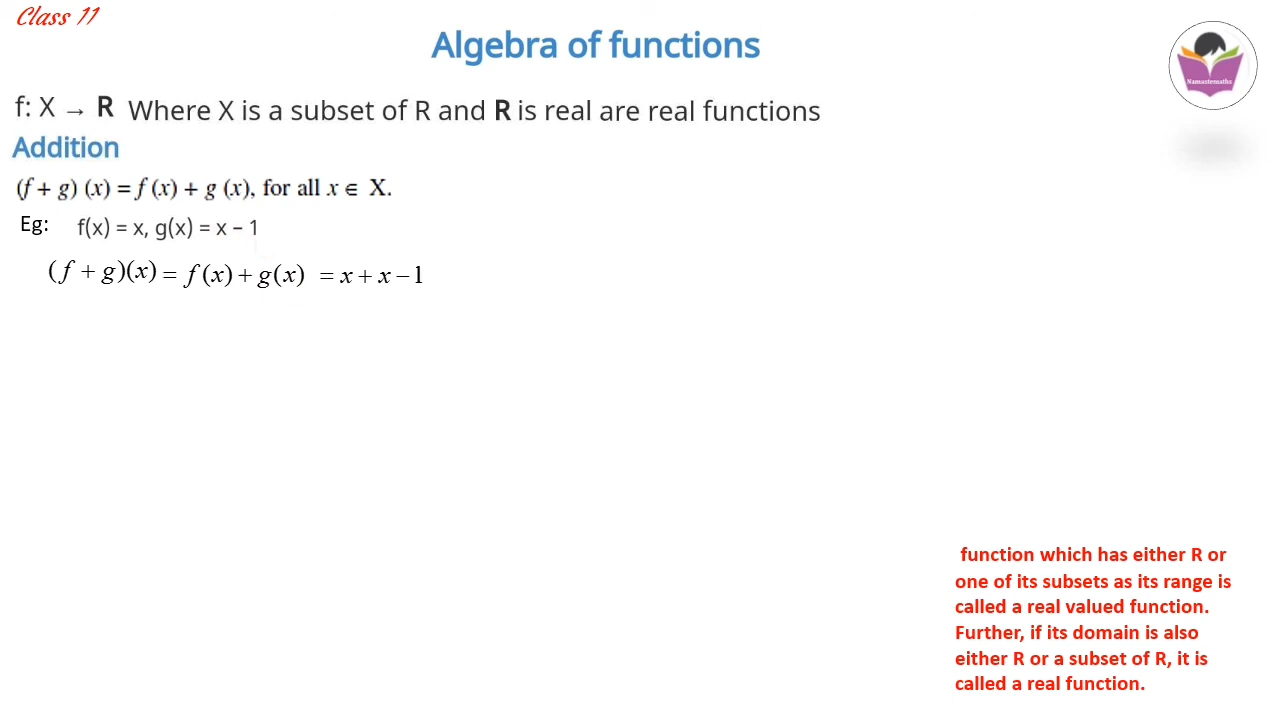 Class 11
Algebra of functions
Namastemaths
f: X → R Where X is a subset of R and R is real are real functions
Addition
(f + g) (x) = f (x) + g (x), for all x ∈ X.
Eg: f(x) = x, g(x) = x – 1
(f + g)(x) = f(x) + g(x) = x + x − 1
function which has either R or
one of its subsets as its range is
called a real valued function.
Further, if its domain is also
either R or a subset of R, it is
called a real function.